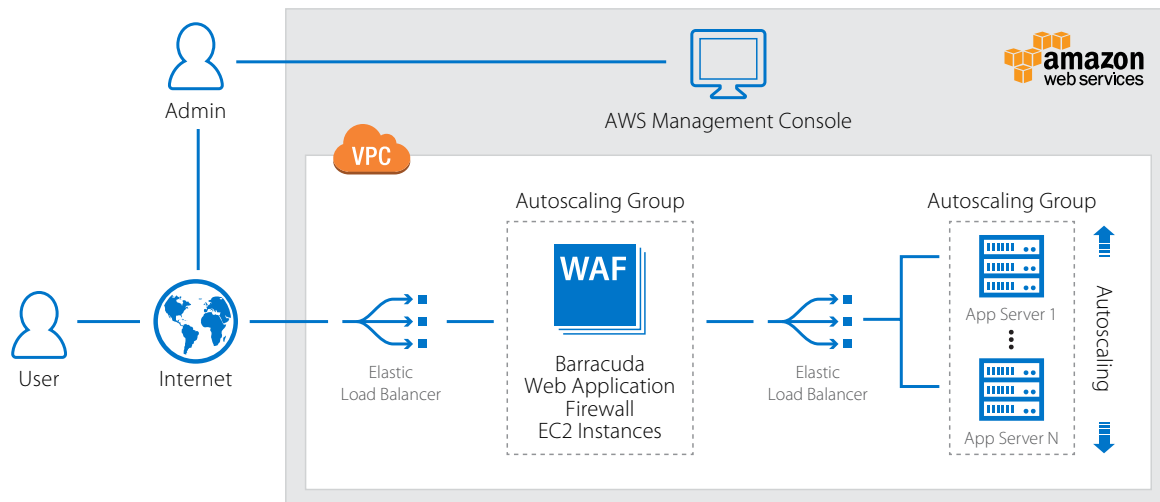 Admin
AWS Management Console
amazon
web services
VPC
User
Internet
Elastic
Load Balancer
Autoscaling Group
WAF
Barracuda
Web Application
Firewall
EC2 Instances
Elastic
Load Balancer
Autoscaling Group
App Server 1
App Server N
Autoscaling